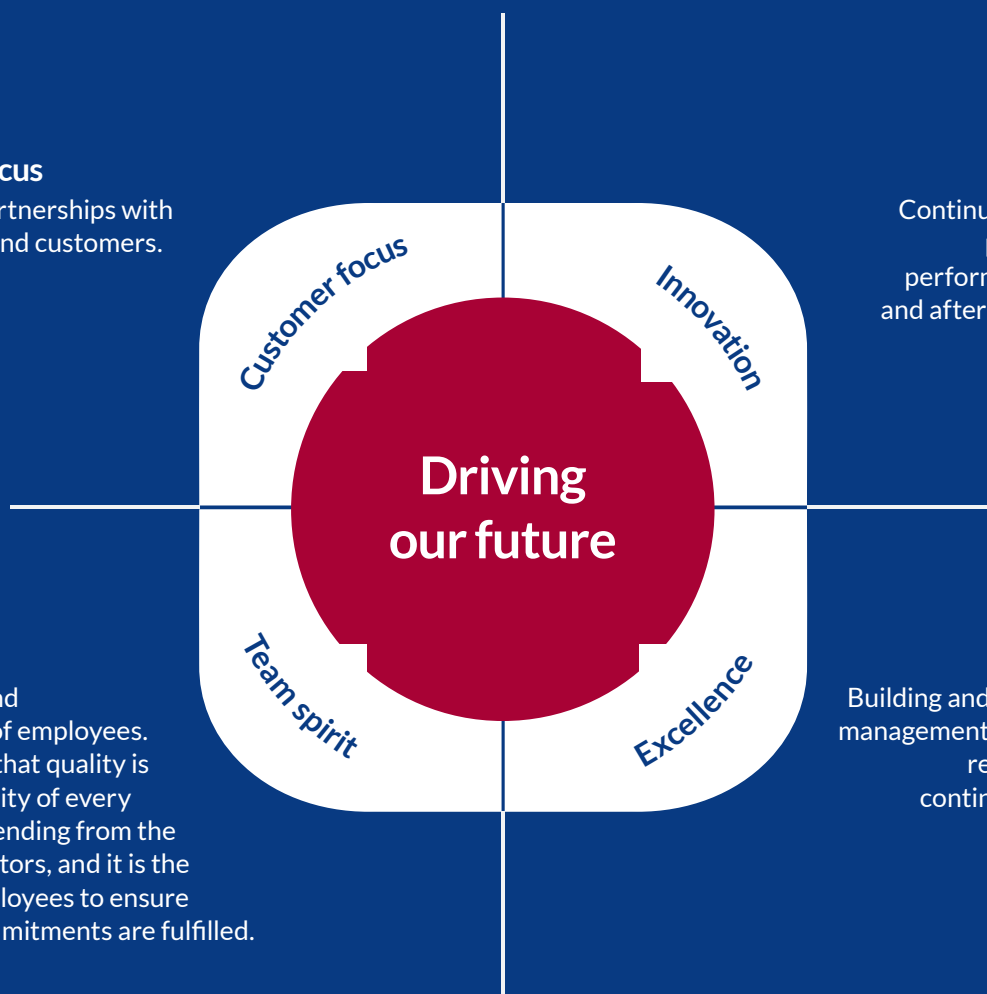 cus
rtnerships with
nd customers.
Continu
perform
and after
Customer focus
Innovation
Driving
our future
Team spirit
Excellence
nd
of employees.
that quality is
ity of every
ending from the
tors, and it is the
loyees to ensure
mitments are fulfilled.
Building and
management
re
contin